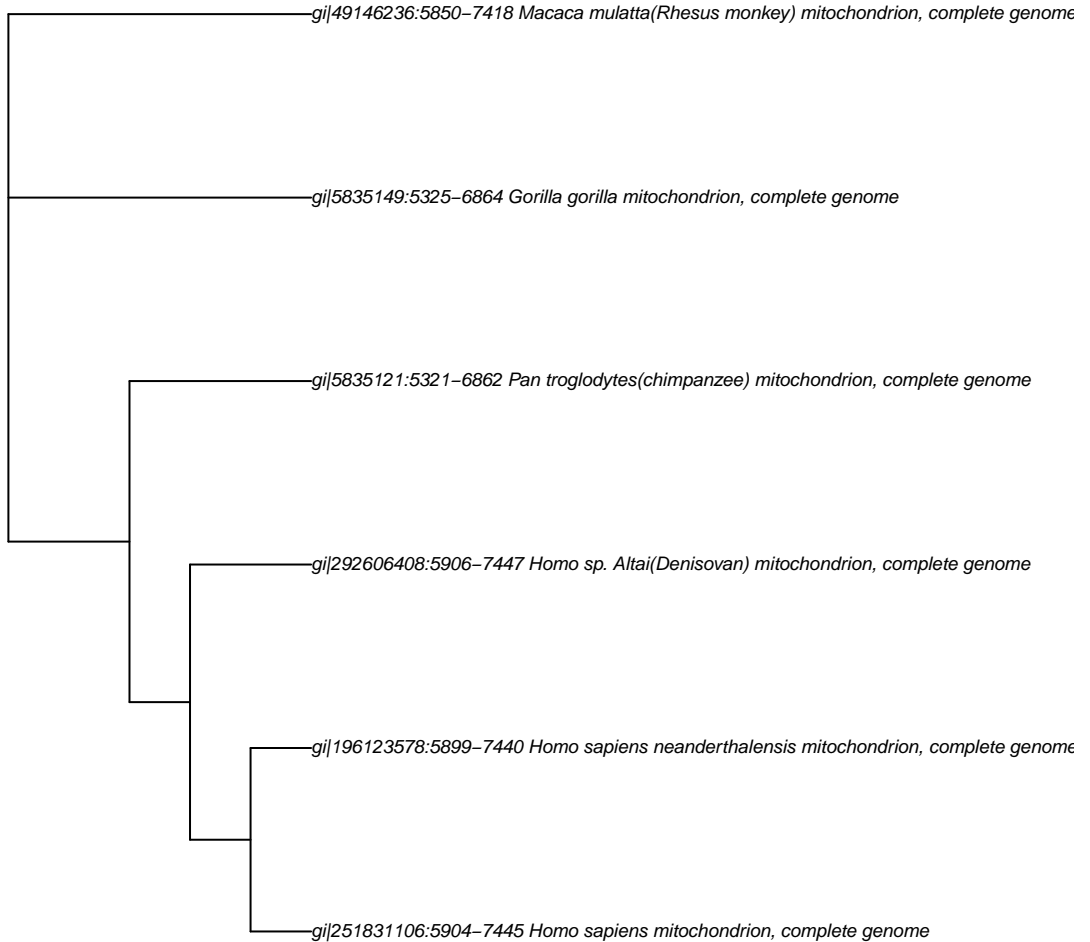 gi|49146236:5850−7418 Macaca mulatta(Rhesus monkey) mitochondrion, complete genome
gi|5835149:5325−6864 Gorilla gorilla mitochondrion, complete genome
gi|5835121:5321−6862 Pan troglodytes(chimpanzee) mitochondrion, complete genome
gi|292606408:5906−7447 Homo sp. Altai(Denisovan) mitochondrion, complete genome
gi|196123578:5899−7440 Homo sapiens neanderthalensis mitochondrion, complete genome
gi|251831106:5904−7445 Homo sapiens mitochondrion, complete genome